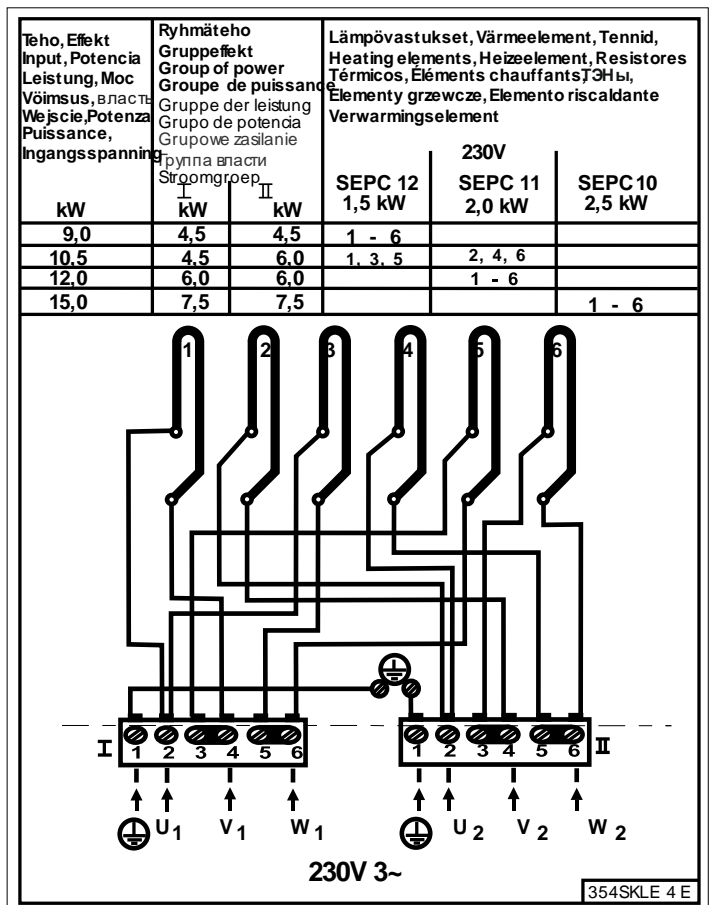 Teho, Effekt
Input, Potencia
Leistung, Moc
Vöimsus, власть
Wejscie,Potenza
Puissance,
Ingangsspanning
kW
Ryhmäteho
Gruppeffekt
Group of power
Groupe de puissance
Gruppe der leistung
Grupo de potencia
Grupowe zasilanie
Группа власти
Stroomgroep
I II
kW kW
Lämpövastukset, Värmeelement, Tennid,
Heating elements, Heizeelement, Resistores
Térmicos, Éléments chauffants,ТЭНы,
Elementy grzewcze, Elemento riscaldante
Verwarmingselement
230V
SEPC 12 SEPC 11 SEPC10
1,5 kW 2,0 kW 2,5 kW
9,0 4,5 4,5 1 - 6
10,5 4,5 6,0 1, 3, 5 2, 4, 6
12,0 6,0 6,0 1 - 6
15,0 7,5 7,5 1 - 6
1 2 3 4 5 6
I 1 2 3 4 5 6 1 2 3 4 5 6 II
U1 V1 W1 U2 V2 W2
230V 3~
354SKLE 4 E